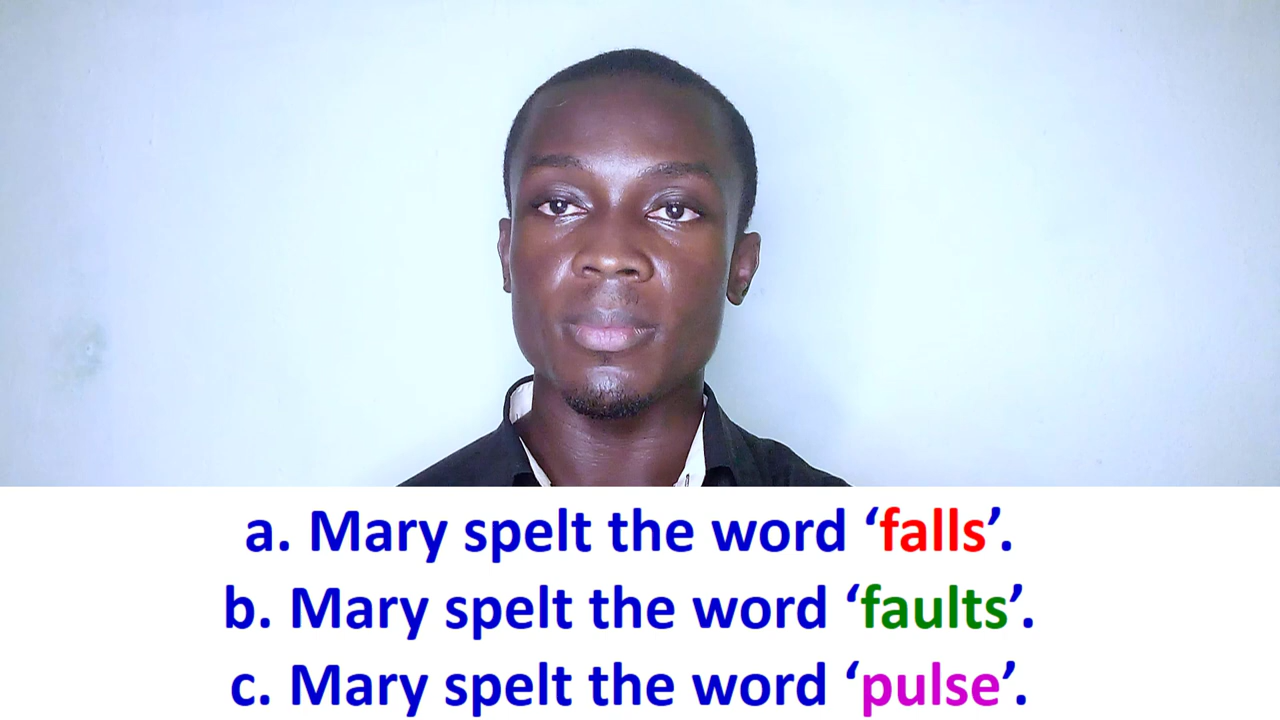 a. Mary spelt the word ‘falls’.
b. Mary spelt the word ‘faults’.
c. Mary spelt the word ‘pulse’.